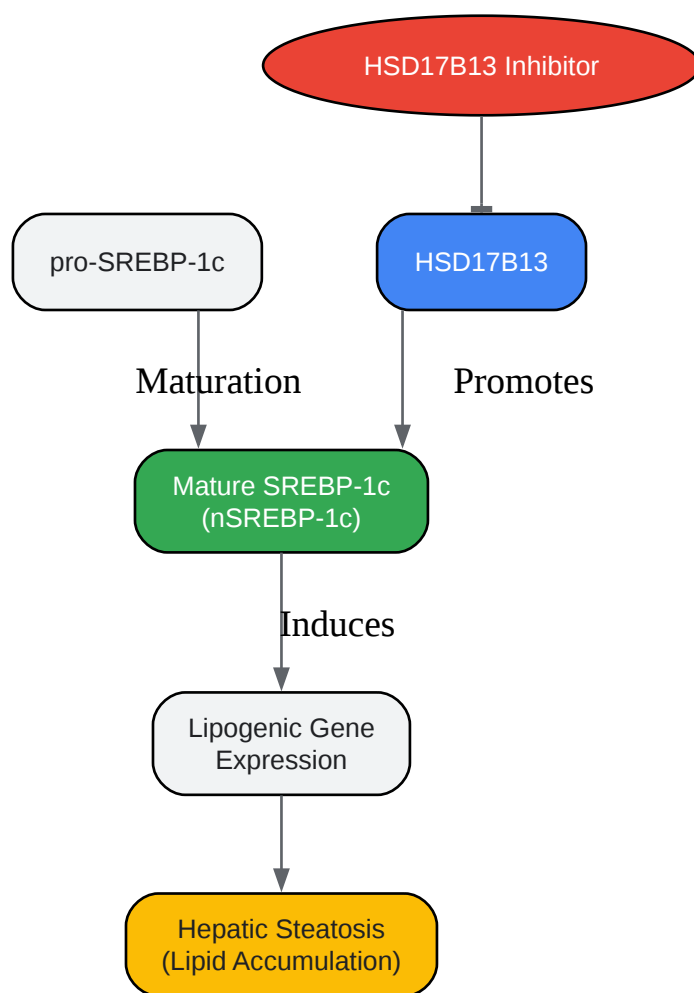 HSD17B13 Inhibitor
pro-SREBP-1c
HSD17B13
Maturation
Promotes
Mature SREBP-1c
(nSREBP-1c)
Induces
Lipogenic Gene
Expression
Hepatic Steatosis
(Lipid Accumulation)